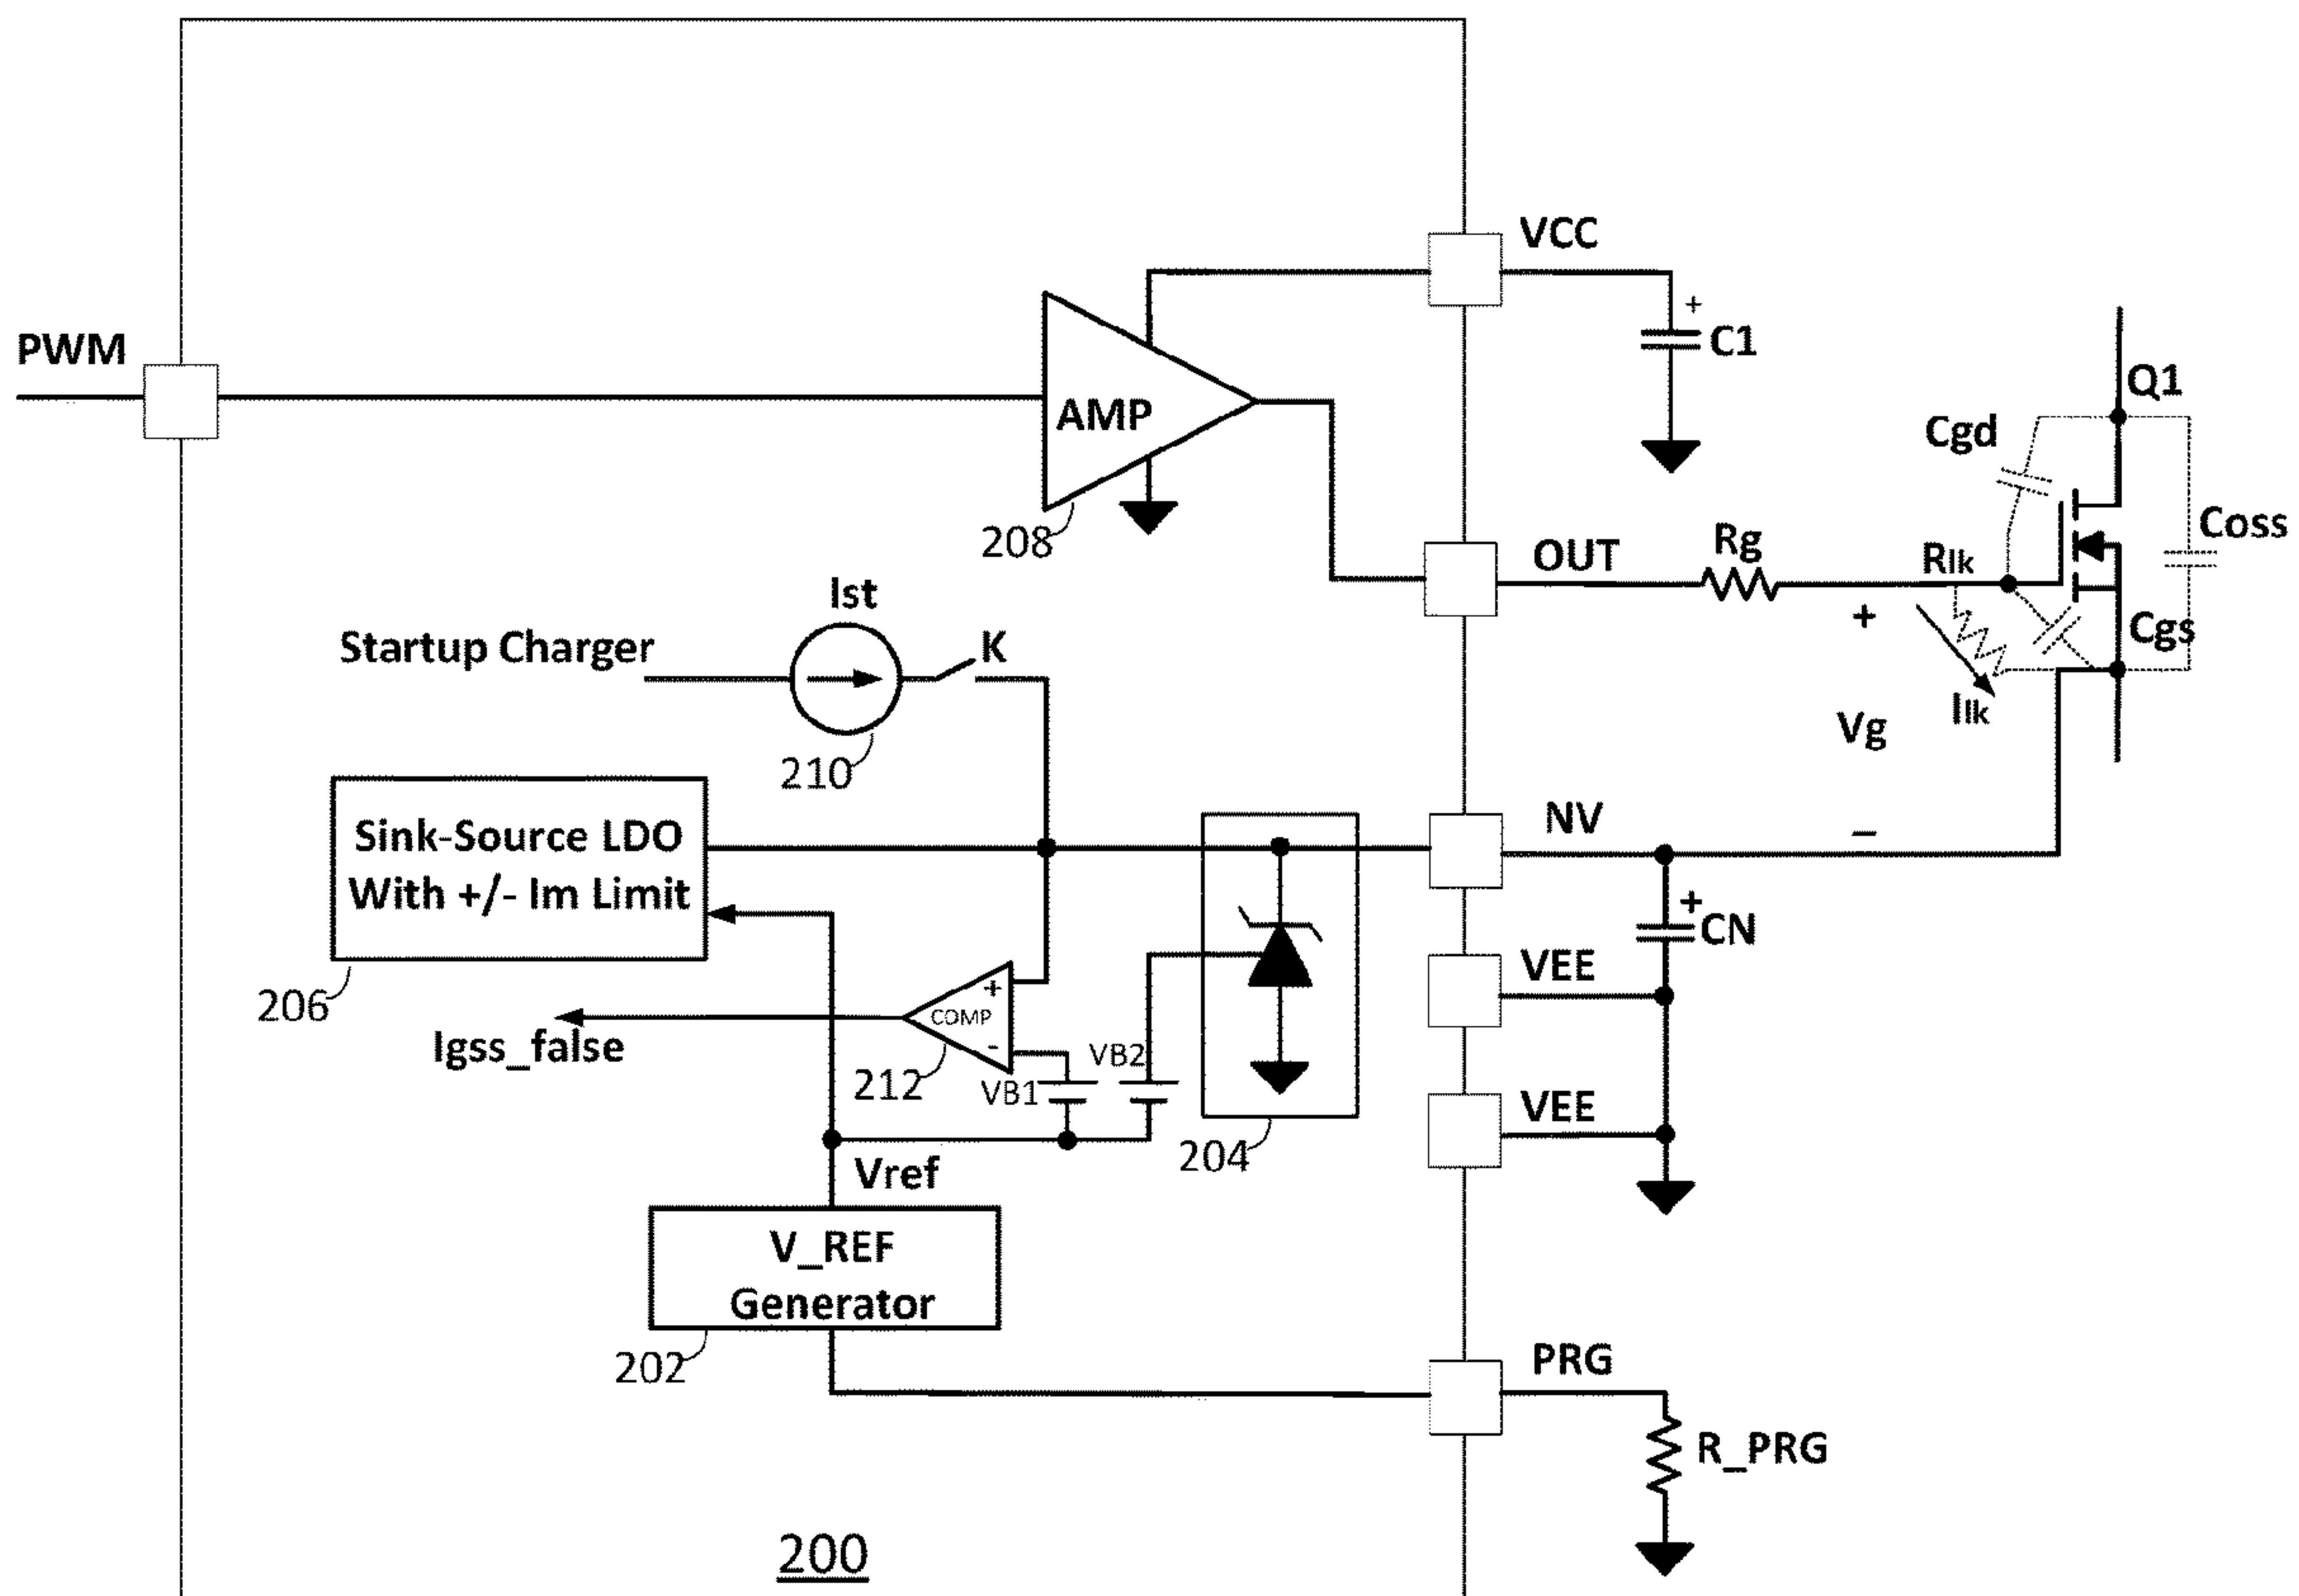 VCC
+
C1
PWM
Q1
AMP
Cgd
208
Coss
OUT
Rg
Rlk
Ist
+
Cgs
Startup Charger
K
Ilk
Vg
210
NV
−
Sink-Source LDO
With +/- Im Limit
+
CN
VEE
206
+
COMP
-
Igss_false
VB2
212
VB1
VEE
204
Vref
V_REF
Generator
202
PRG
R_PRG
200